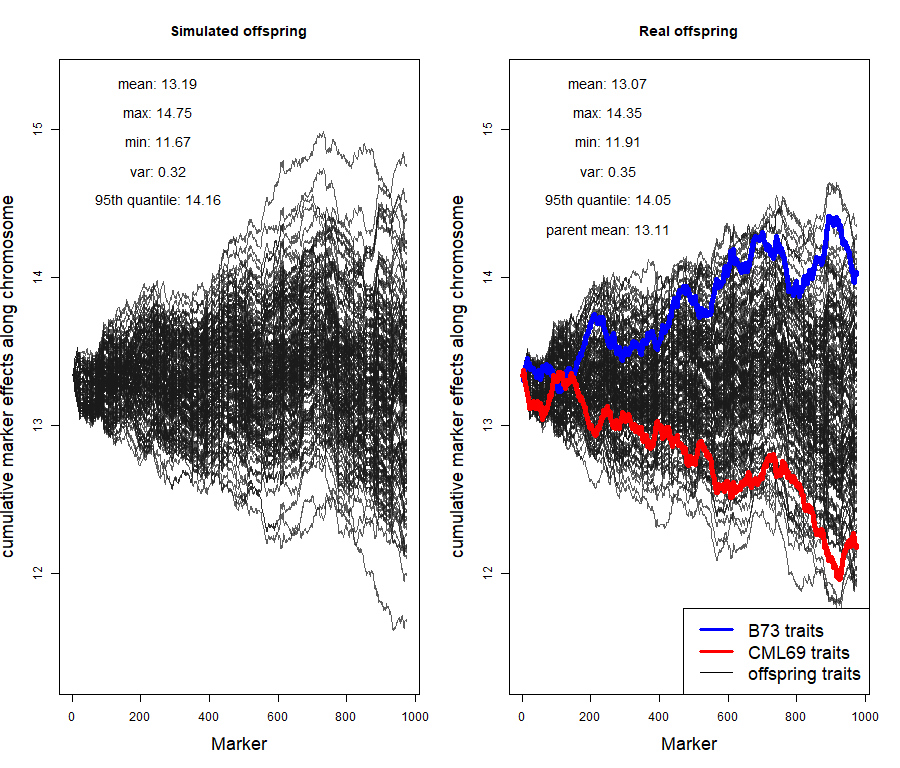 Simulated offspring
mean: 13.19
max: 14.75
min: 11.67
var: 0.32
95th quantile: 14.16
cumulative marker effects along chromosome
15
14
13
12
0 200 400 600 800 1000
Marker
Real offspring
mean: 13.07
max: 14.35
min: 11.91
var: 0.35
95th quantile: 14.05
parent mean: 13.11
cumulative marker effects along chromosome
15
14
13
12
B73 traits
CML69 traits
offspring traits
0 200 400 600 800 1000
Marker